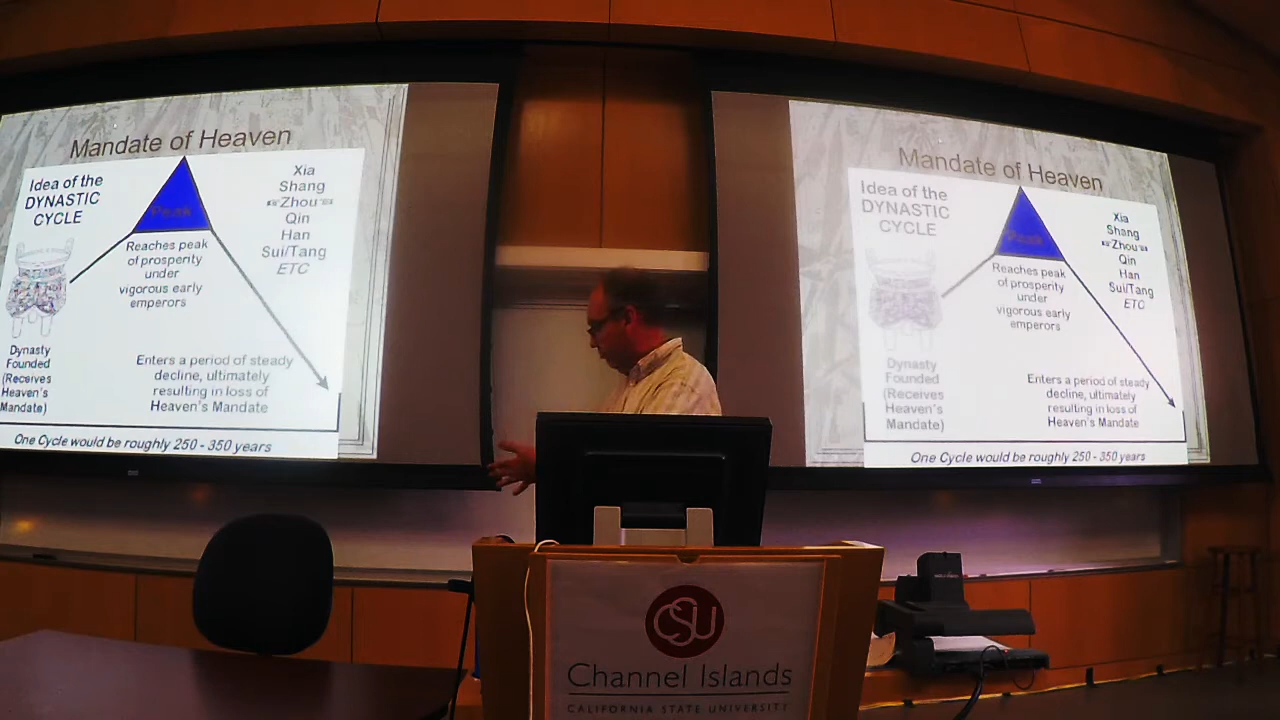 Mandate of Heaven
Idea of the
DYNASTIC
CYCLE
Peak
Xia
Shang
Zhou
Qin
Han
Sui/Tang
ETC
Reaches peak
of prosperity
under
vigorous early
emperors
Dynasty
Founded
(Receives
Heaven's
Mandate)
Enters a period of steady
decline, ultimately
resulting in loss of
Heaven's Mandate
One Cycle would be roughly 250 - 350 years
Mandate of Heaven
Idea of the
DYNASTIC
CYCLE
Peak
Xia
Shang
Zhou
Qin
Han
Sui/Tang
ETC
Reaches peak
of prosperity
under
vigorous early
emperors
Dynasty
Founded
(Receives
Heaven's
Mandate)
Enters a period of steady
decline, ultimately
resulting in loss of
Heaven's Mandate
One Cycle would be roughly 250 - 350 years
CSU
Channel Islands
CALIFORNIA STATE UNIVERSITY